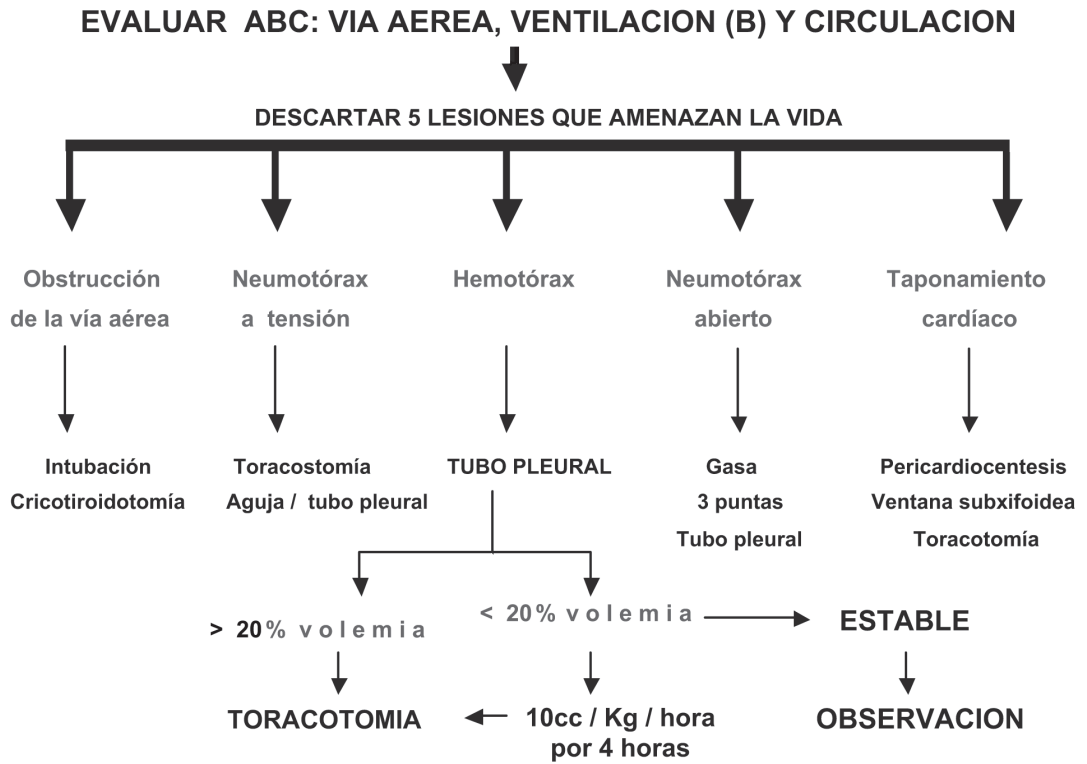 EVALUAR ABC: VIA AEREA, VENTILACION (B) Y CIRCULACION
DESCARTAR 5 LESIONES QUE AMENAZAN LA VIDA
Obstrucción
de la vía aérea
Neumotórax
a tensión
Hemotórax
Neumotórax
abierto
Taponamiento
cardíaco
Intubación
Cricotiroidotomía
Toracostomía
Aguja / tubo pleural
TUBO PLEURAL
Gasa
3 puntas
Tubo pleural
Pericardiocentesis
Ventana subxifoidea
Toracotomía
> 20% volemia
< 20% volemia
ESTABLE
TORACOTOMIA
10cc / Kg / hora
por 4 horas
OBSERVACION